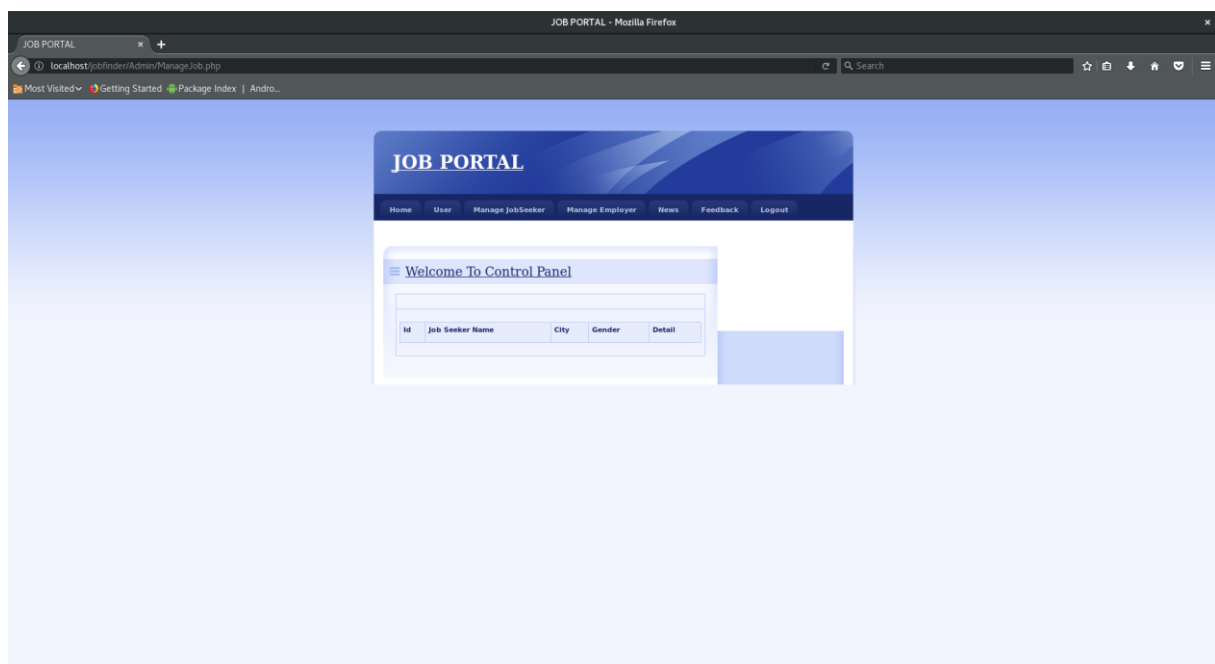 JOB PORTAL - Mozilla Firefox
JOB PORTAL
localhost/jobfinder/Admin/ManageJob.php
Search
Most Visited Getting Started Package Index | Andro...
JOB PORTAL
Home User Manage JobSeeker Manage Employer News Feedback Logout
Welcome To Control Panel
Id Job Seeker Name City Gender Detail